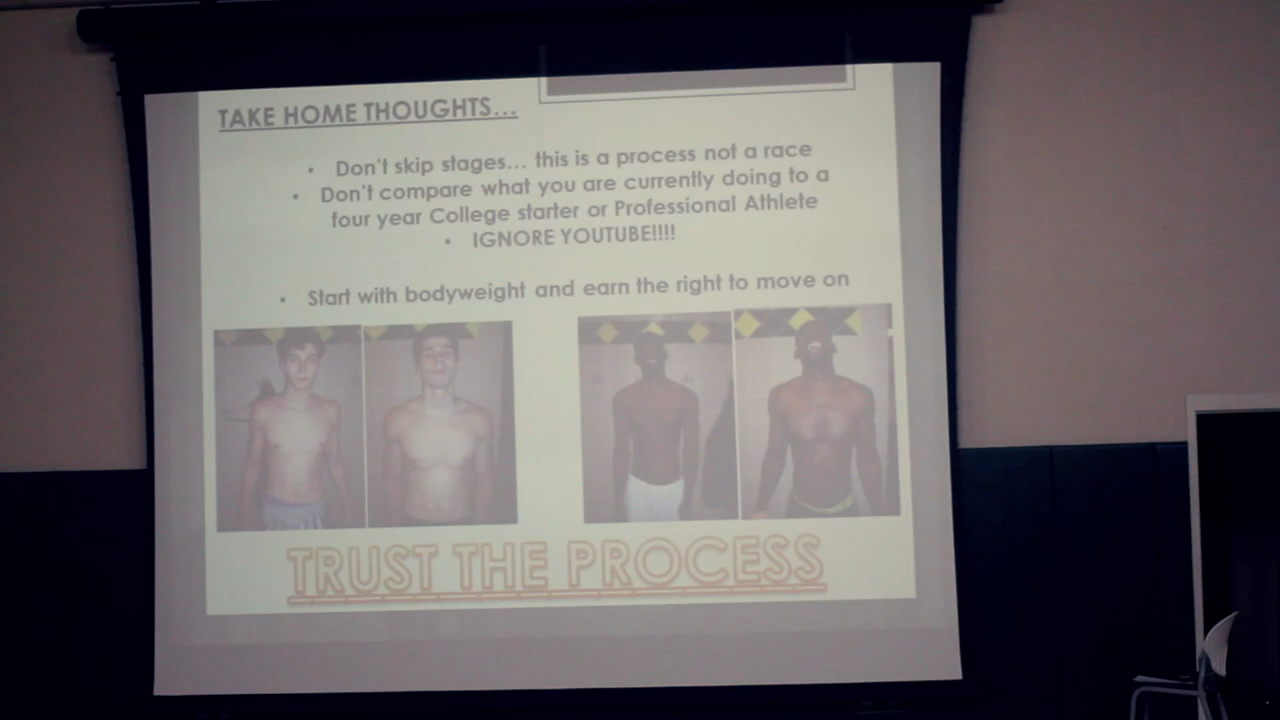 TAKE HOME THOUGHTS...
• Don't skip stages... this is a process not a race
• Don't compare what you are currently doing to a
four year College starter or Professional Athlete
• IGNORE YOUTUBE!!!!
• Start with bodyweight and earn the right to move on
TRUST THE PROCESS